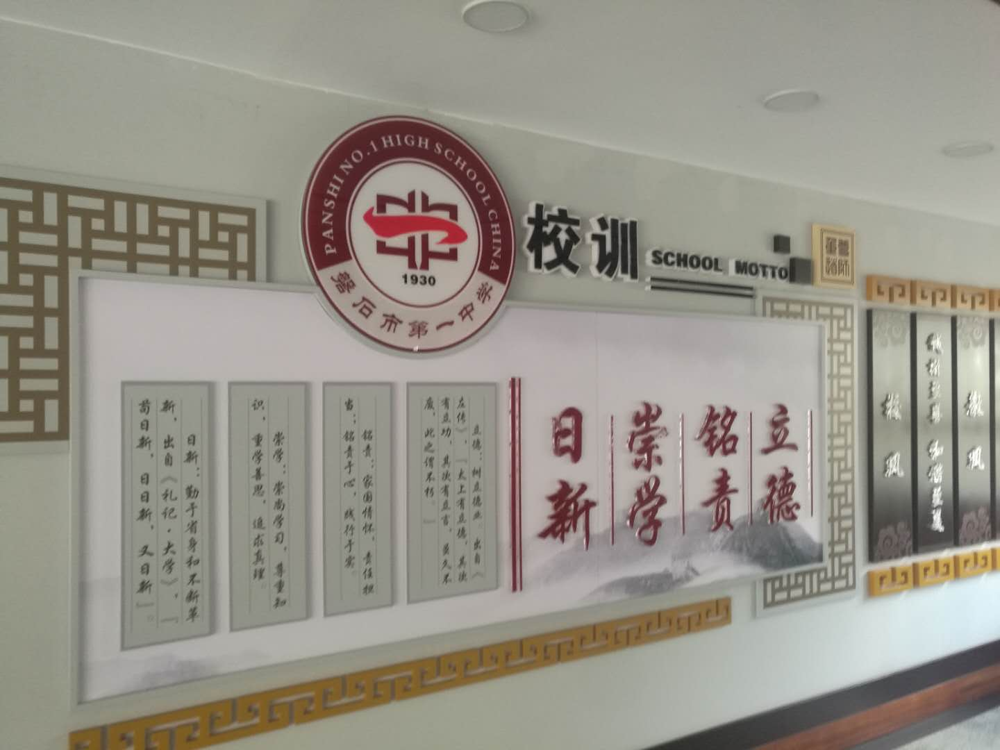 PANSHI NO.1 HIGH SCHOOL CHINA
1930
磐石市第一中学
校训
SCHOOL MOTTO
立德
铭责
崇学
日新
立德：树立德业。出自《
左传》，『太上有立德，其次
有立功，其次有立言，虽久不
废，此之谓不朽。』
铭责：家国情怀，责任担
当；铭责于心，践行于实。
崇学：崇尚学习，尊重知
识，重学善思，追求真理。
日新：勤于省身和不断革
新，出自《礼记·大学》，『
苟日新，日日新，又日新』。
校风